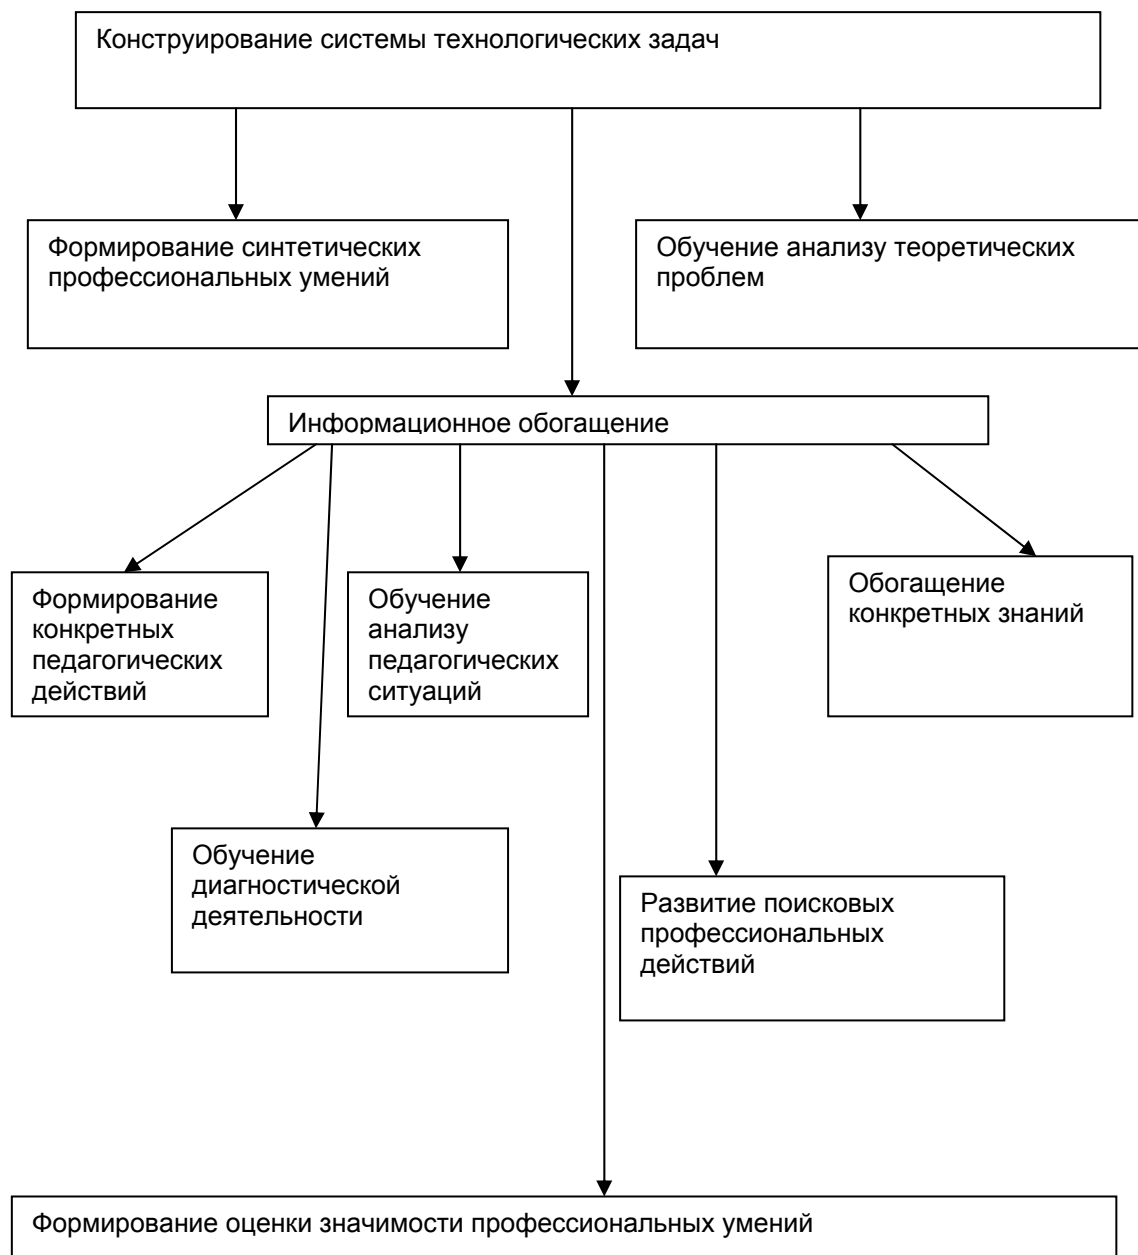 Конструирование системы технологических задач
Формирование синтетических
профессиональных умений
Обучение анализу теоретических
проблем
Информационное обогащение
Формирование
конкретных
педагогических
действий
Обучение
анализу
педагогических
ситуаций
Обогащение
конкретных знаний
Обучение
диагностической
деятельности
Развитие поисковых
профессиональных
действий
Формирование оценки значимости профессиональных умений